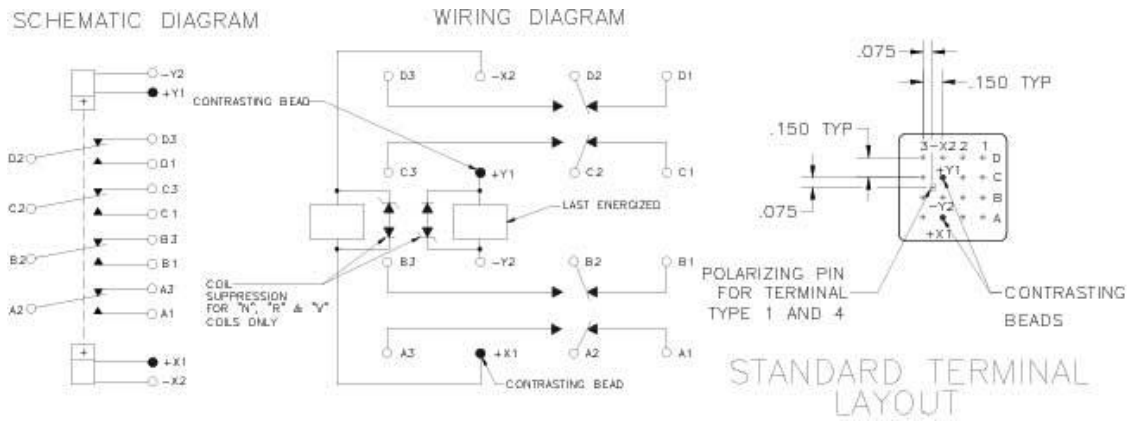 SCHEMATIC DIAGRAM
-Y2
+Y1
D3
D2
D1
C3
C2
C1
B3
B2
B1
A3
A2
A1
+X1
-X2
WIRING DIAGRAM
D3
-X2
D2
D1
CONTRASTING BEAD
C3
+Y1
C2
C1
LAST ENERGIZED
B3
-Y2
B2
B1
COIL
SUPPRESSION
FOR "N", "R" & "V"
COILS ONLY
A3
+X1
A2
A1
CONTRASTING BEAD
.075
.150 TYP
.150 TYP
3 -X2 2 1
D
+Y1
C
.075
B
-Y2
A
+X1
POLARIZING PIN
FOR TERMINAL
TYPE 1 AND 4
CONTRASTING
BEADS
STANDARD TERMINAL
LAYOUT